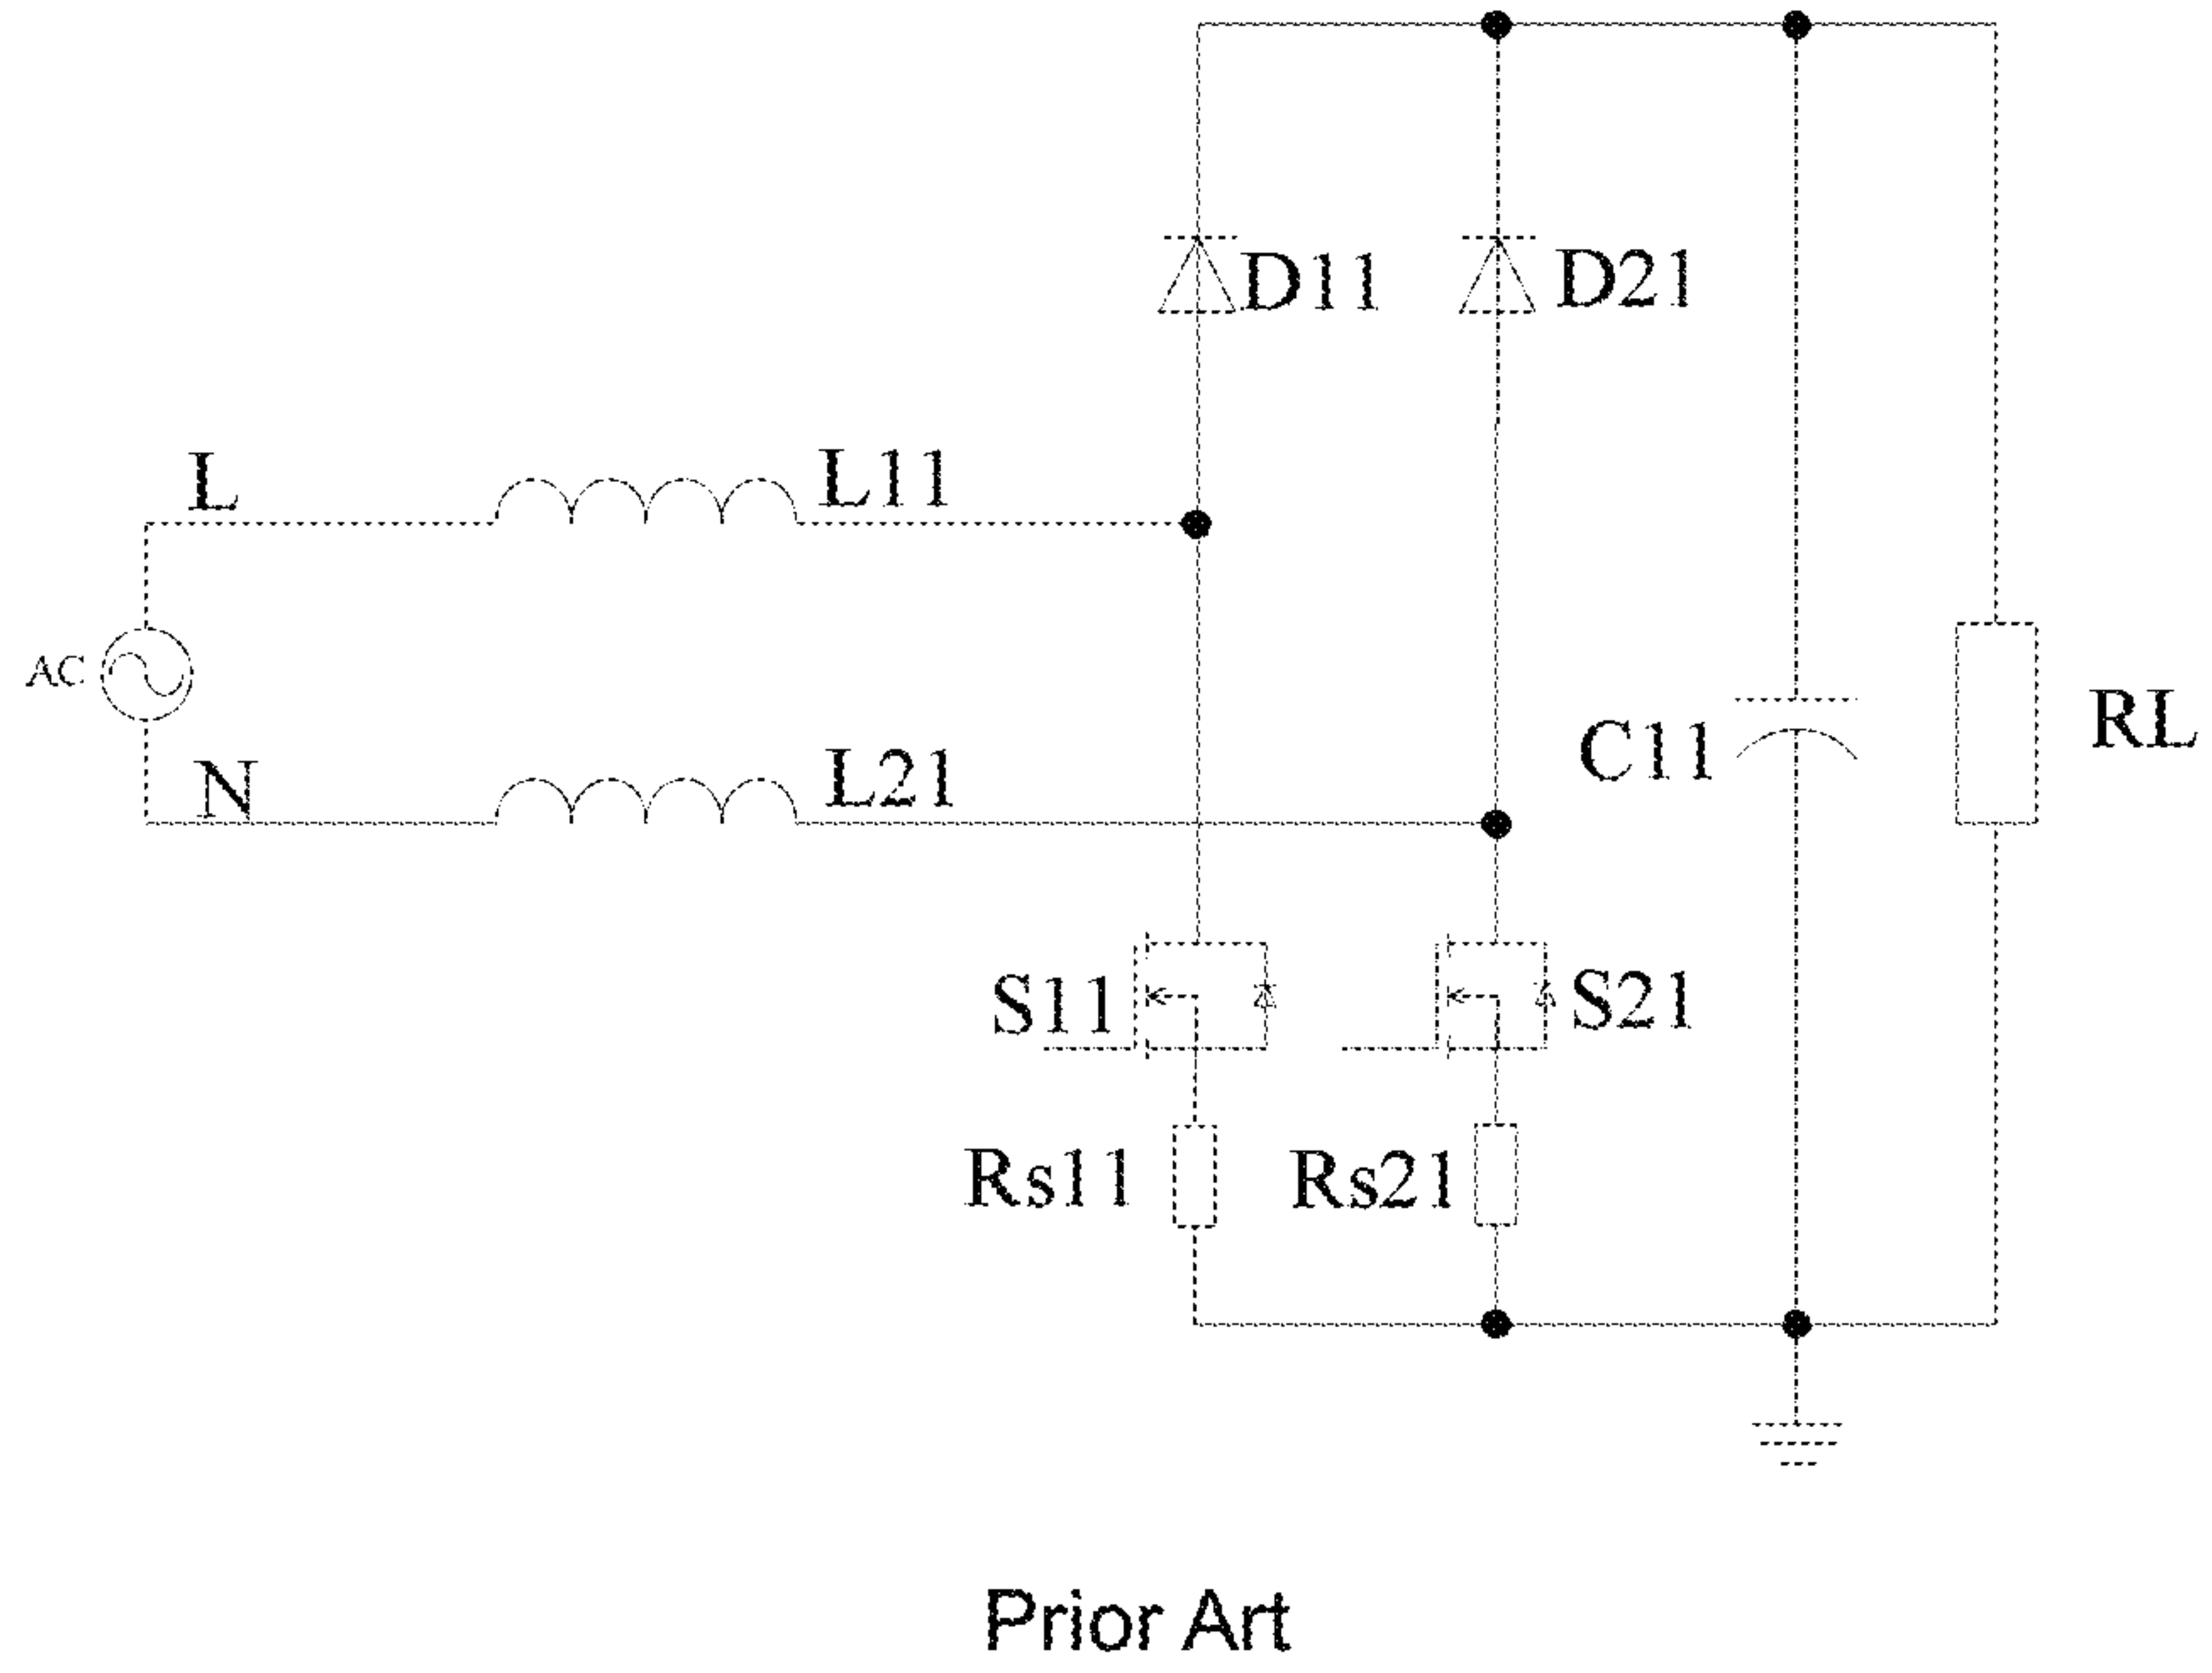 D11
D21
L
L11
AC
N
L21
C11
RL
S11
S21
Rs11
Rs21
Prior Art